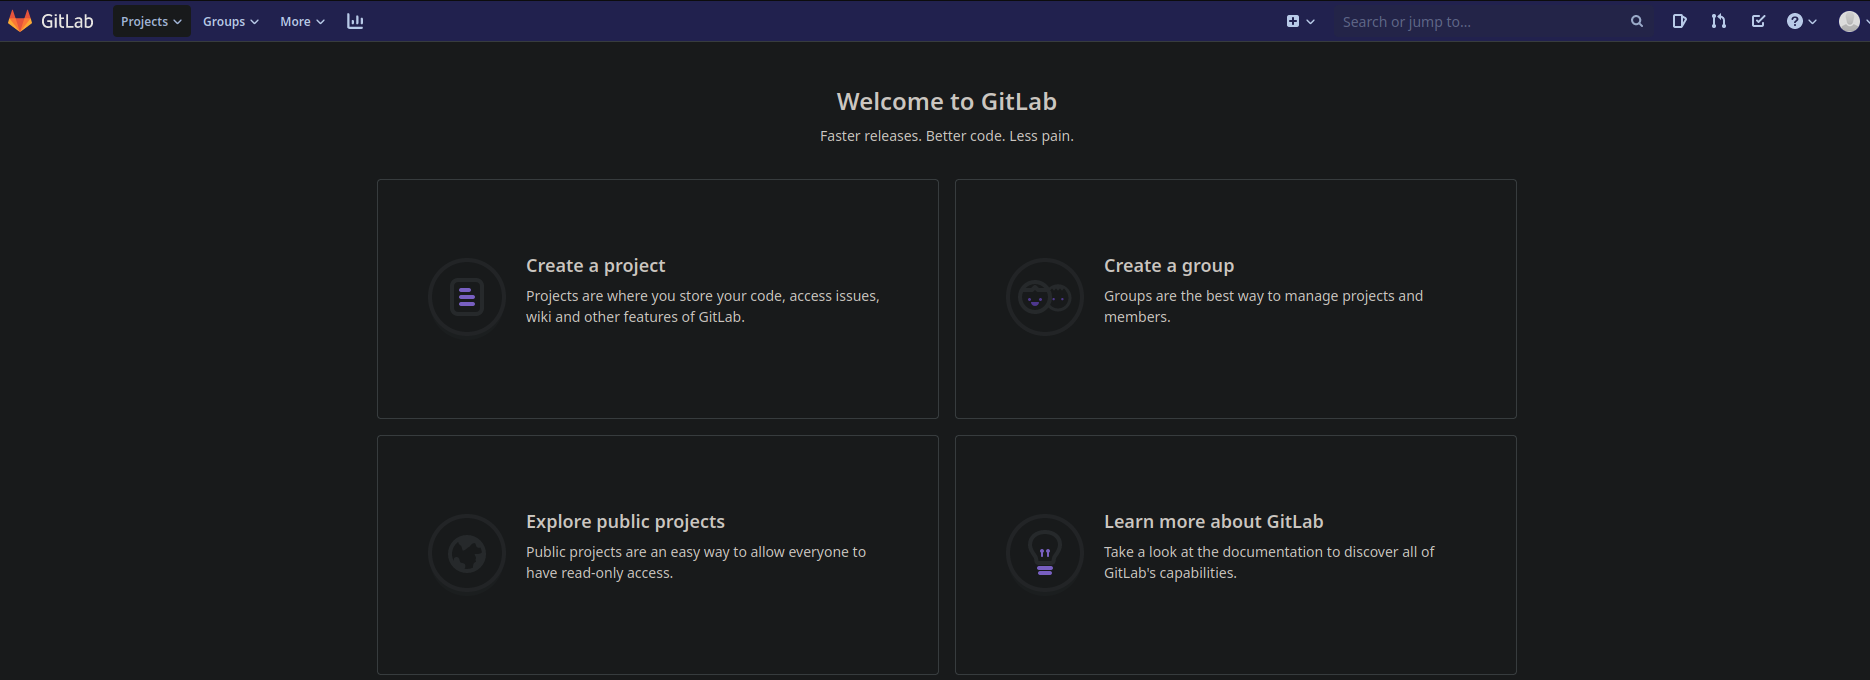 GitLab Projects Groups More Search or jump to... ?
Welcome to GitLab
Faster releases. Better code. Less pain.
Create a project
Projects are where you store your code, access issues,
wiki and other features of GitLab.
Create a group
Groups are the best way to manage projects and
members.
Explore public projects
Public projects are an easy way to allow everyone to
have read-only access.
Learn more about GitLab
Take a look at the documentation to discover all of
GitLab's capabilities.